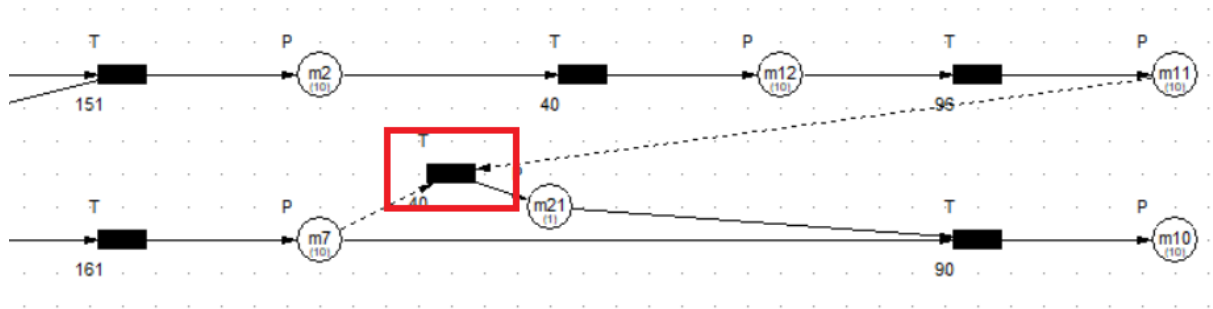 T P T P T P
m2 (10) m12 (10) m11 (10)
151 40 96
T
40 m21 (1)
T P T P
m7 (10) m10 (10)
161 90